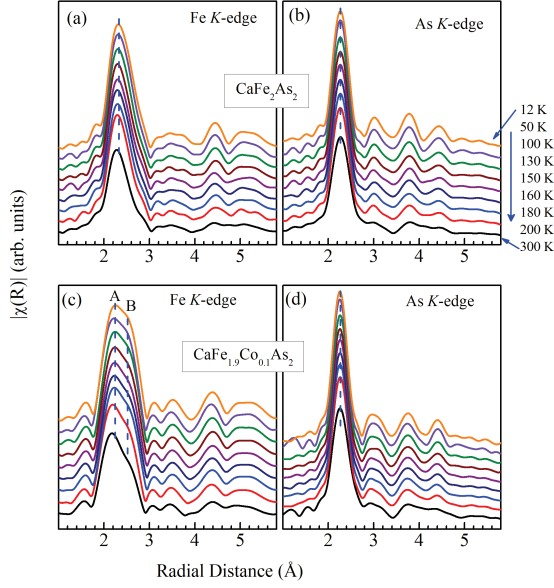 (a) Fe K-edge
(b) As K-edge
CaFe₂As₂
12 K
50 K
100 K
130 K
150 K
160 K
180 K
200 K
300 K
|χ(R)| (arb. units)
2 3 4 5
2 3 4 5
(c) A B Fe K-edge
(d) As K-edge
CaFe₁.₉Co₀.₁As₂
2 3 4 5
2 3 4 5
Radial Distance (Å)